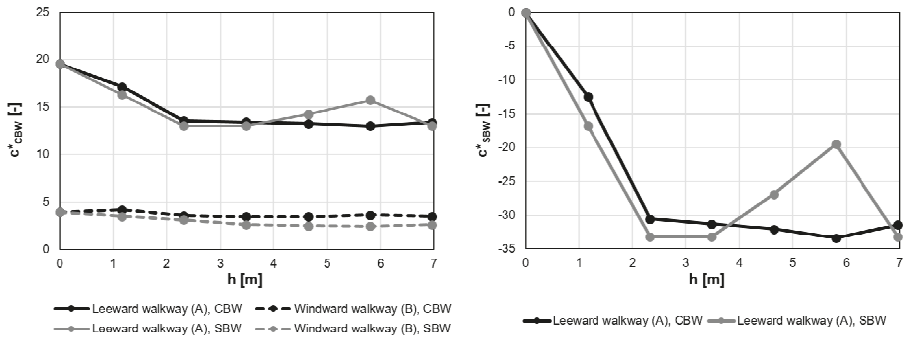 25
20
15
10
5
0
c*CBW [-]
0 1 2 3 4 5 6 7
h [m]
Leeward walkway (A), CBW
Windward walkway (B), CBW
Leeward walkway (A), SBW
Windward walkway (B), SBW
0
-5
-10
-15
-20
-25
-30
-35
c*SBW [-]
0 1 2 3 4 5 6 7
h [m]
Leeward walkway (A), CBW
Leeward walkway (A), SBW